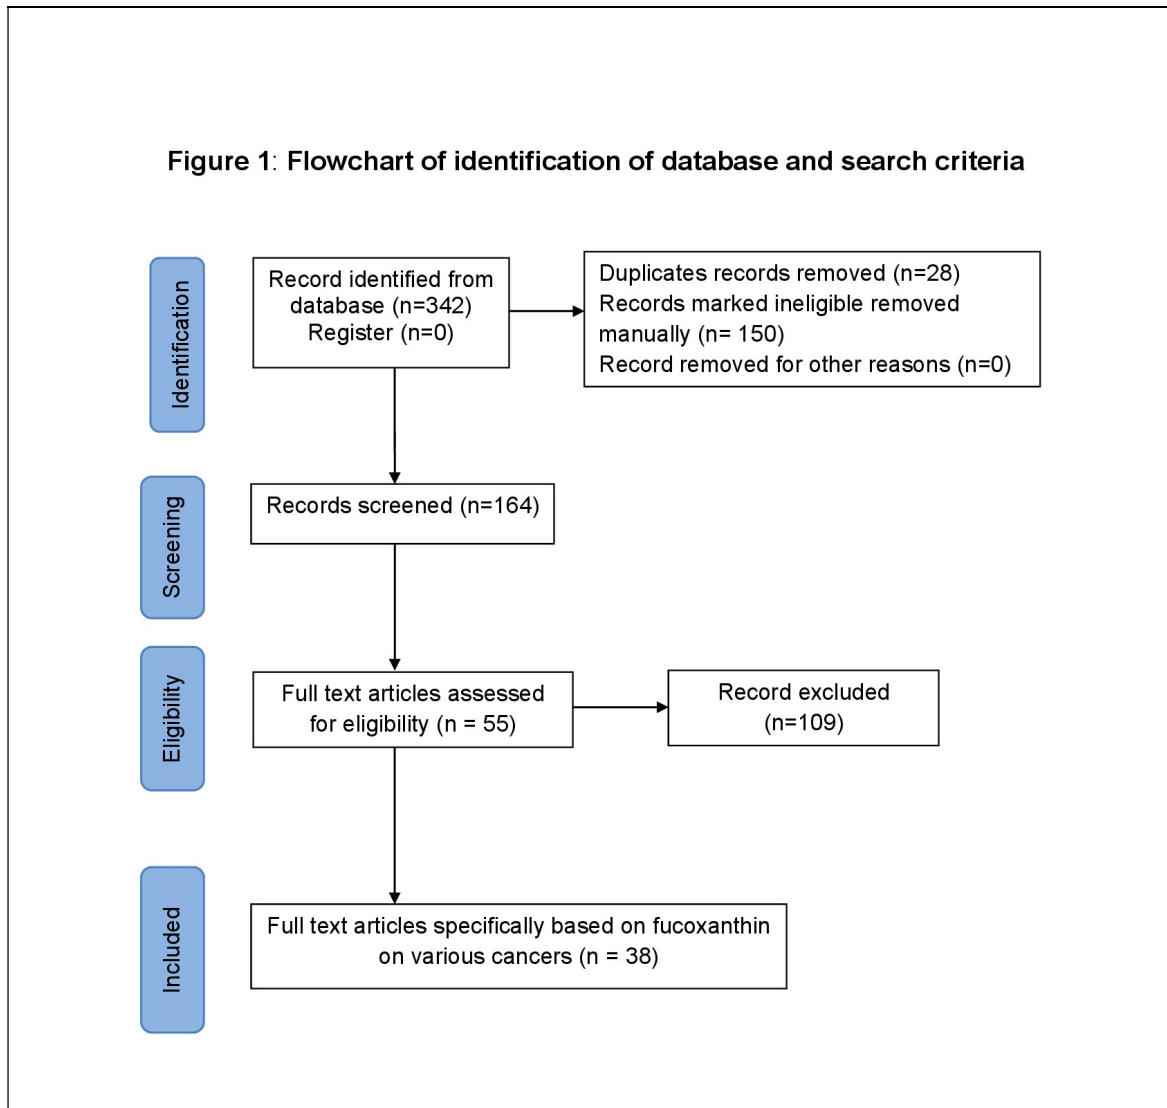 Figure 1: Flowchart of identification of database and search criteria
Identification
Record identified from
database (n=342)
Register (n=0)
Duplicates records removed (n=28)
Records marked ineligible removed
manually (n= 150)
Record removed for other reasons (n=0)
Screening
Records screened (n=164)
Eligibility
Full text articles assessed
for eligibility (n = 55)
Record excluded
(n=109)
Included
Full text articles specifically based on fucoxanthin
on various cancers (n = 38)